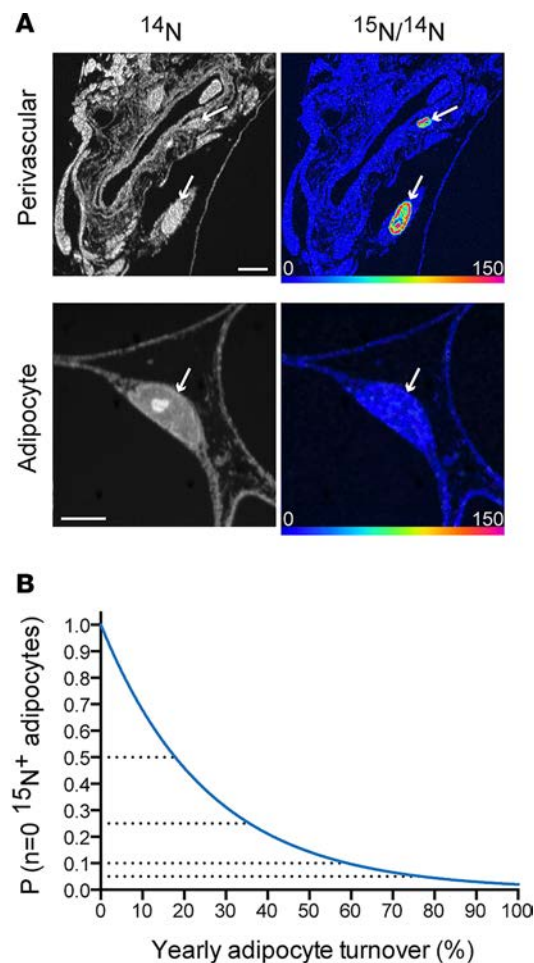 A
¹⁴N
¹⁵N/¹⁴N
Perivascular
0 150
Adipocyte
0 150
B
P (n=0 ¹⁵N⁺ adipocytes)
1.0
0.9
0.8
0.7
0.6
0.5
0.4
0.3
0.2
0.1
0.0
0 10 20 30 40 50 60 70 80 90 100
Yearly adipocyte turnover (%)